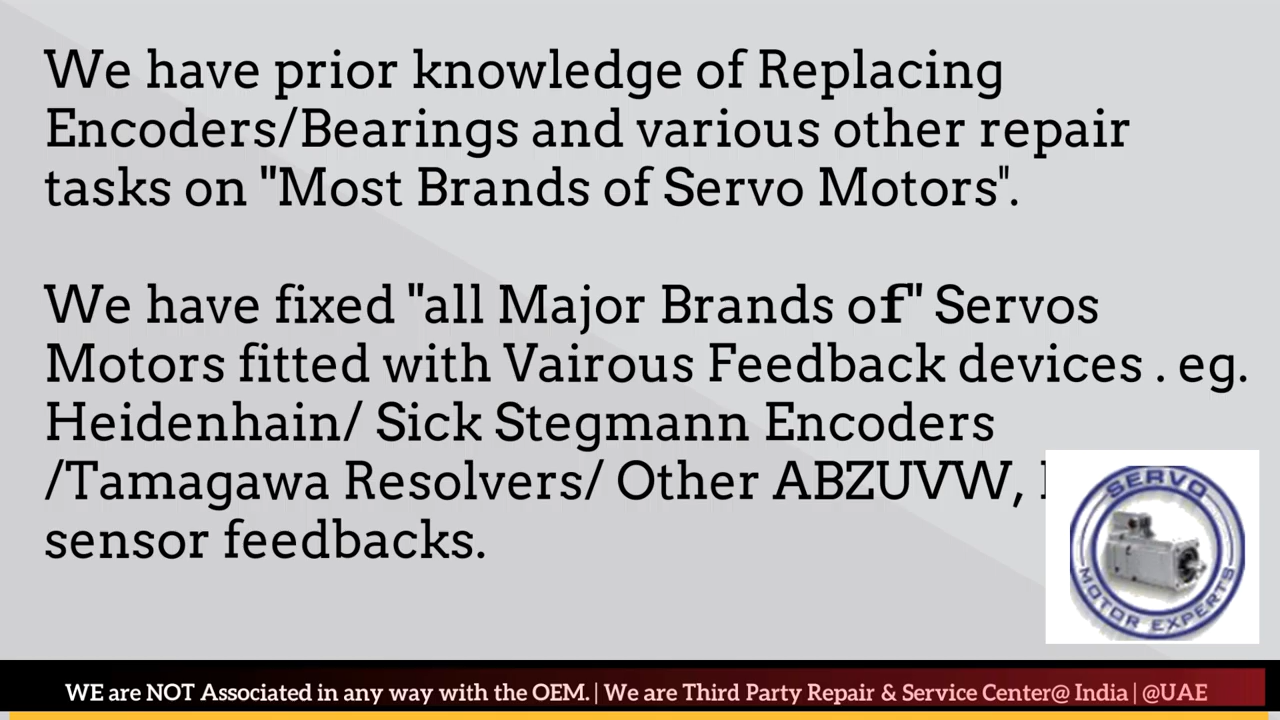 We have prior knowledge of Replacing
Encoders/Bearings and various other repair
tasks on "Most Brands of Servo Motors".
We have fixed "all Major Brands of" Servos
Motors fitted with Vairous Feedback devices . eg.
Heidenhain/ Sick Stegmann Encoders
/Tamagawa Resolvers/ Other ABZUVW,
sensor feedbacks.
SERVO
MOTOR EXPERTS
WE are NOT Associated in any way with the OEM. | We are Third Party Repair & Service Center@ India | @UAE